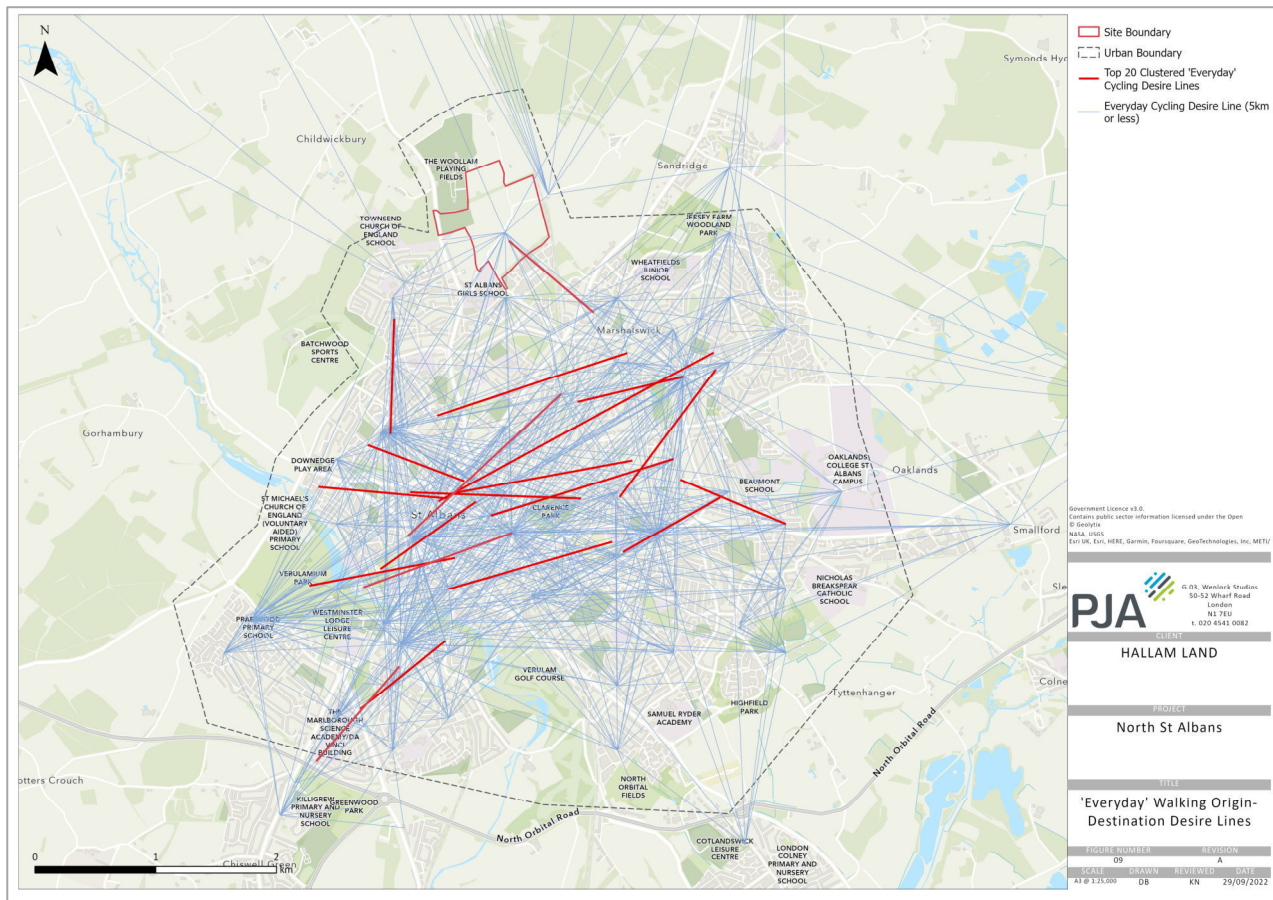 N
Symonds Hyd
Childwickbury
THE WOOLLAM
PLAYING
FIELDS
Sandridge
TOWNSEND
CHURCH OF
ENGLAND
SCHOOL
JERSEY FARM
WOODLAND
PARK
WHEATFIELDS
JUNIOR
SCHOOL
ST ALBANS
GIRLS SCHOOL
Marshalswick
BATCHWOOD
SPORTS
CENTRE
Gorhambury
DOWNEDGE
PLAY AREA
OAKLANDS
COLLEGE ST
ALBANS
CAMPUS
Oaklands
BEAUMONT
SCHOOL
ST MICHAEL'S
CHURCH OF
ENGLAND
(VOLUNTARY
AIDED)
PRIMARY
SCHOOL
St Albans
CLARENCE
PARK
Smallford
VERULAMIUM
PARK
NICHOLAS
BREAKSPEAR
CATHOLIC
SCHOOL
Sle
PRAEWOOD
PRIMARY
SCHOOL
WESTMINSTER
LODGE
LEISURE
CENTRE
VERULAM
GOLF COURSE
Colne
Tyttenhanger
HIGHFIELD
PARK
SAMUEL RYDER
ACADEMY
THE
MARLBOROUGH
SCIENCE
ACADEMY/DA
VINCI
BUILDING
North Orbital Road
otters Crouch
NORTH
ORBITAL
FIELDS
KILLIGREW
PRIMARY AND
NURSERY
SCHOOL
GREENWOOD
PARK
North Orbital Road
COTLANDSWICK
LEISURE
CENTRE
LONDON
COLNEY
PRIMARY AND
NURSERY
SCHOOL
Chiswell Green
0 1 2
km
Site Boundary
Urban Boundary
Top 20 Clustered 'Everyday'
Cycling Desire Lines
Everyday Cycling Desire Line (5km
or less)
Government Licence v3.0.
Contains public sector information licensed under the Open
© Geolytix
NASA, USGS
Esri UK, Esri, HERE, Garmin, Foursquare, GeoTechnologies, Inc, METI/
PJA
G.03, Wenlock Studios
50-52 Wharf Road
London
N1 7EU
t. 020 4541 0082
CLIENT
HALLAM LAND
PROJECT
North St Albans
TITLE
'Everyday' Walking Origin-
Destination Desire Lines
FIGURE NUMBER REVISION
09 A
SCALE DRAWN REVIEWED DATE
A3 @ 1:25,000 DB KN 29/09/2022